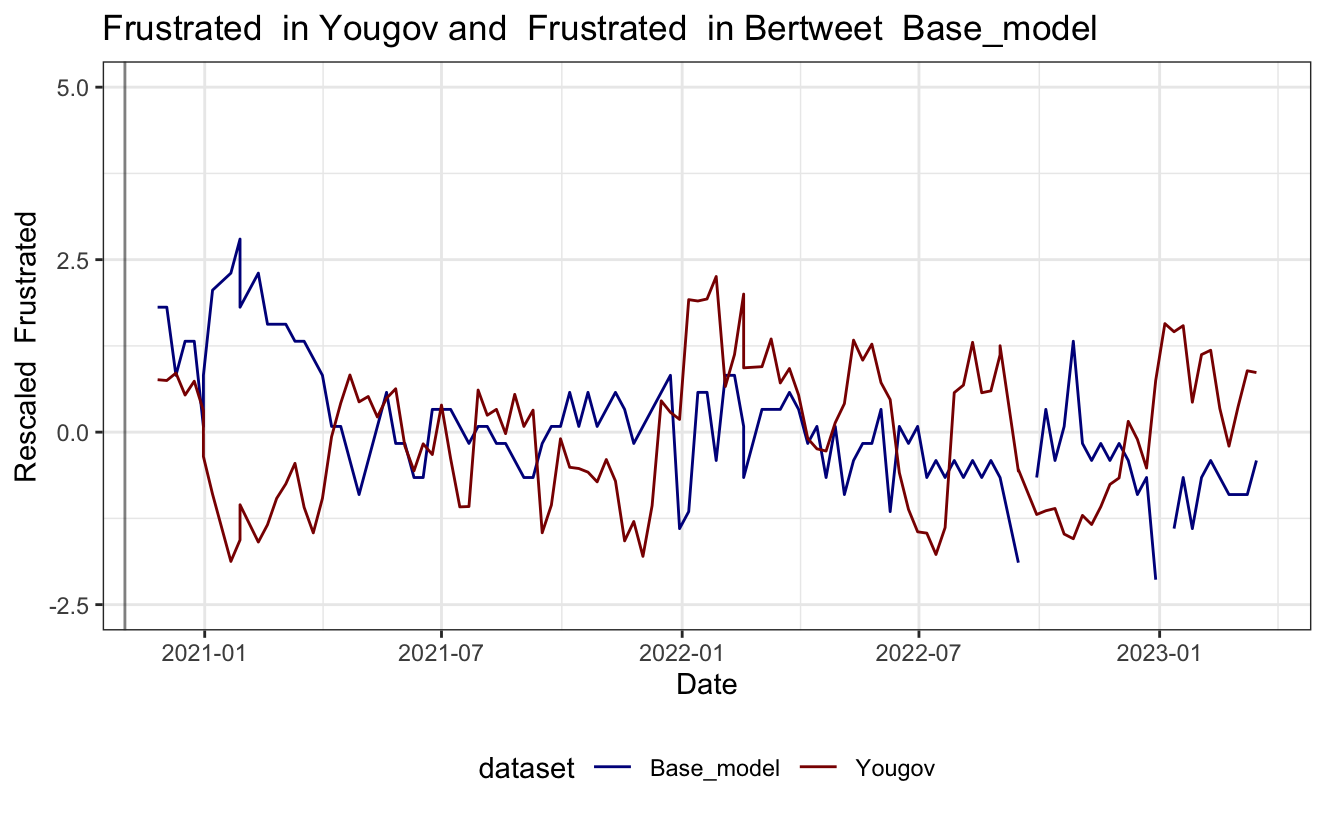 Frustrated  in Yougov and  Frustrated  in Bertweet  Base_model
Rescaled  Frustrated
5.0
2.5
0.0
-2.5
2021-01
2021-07
2022-01
2022-07
2023-01
Date
dataset
Base_model
Yougov